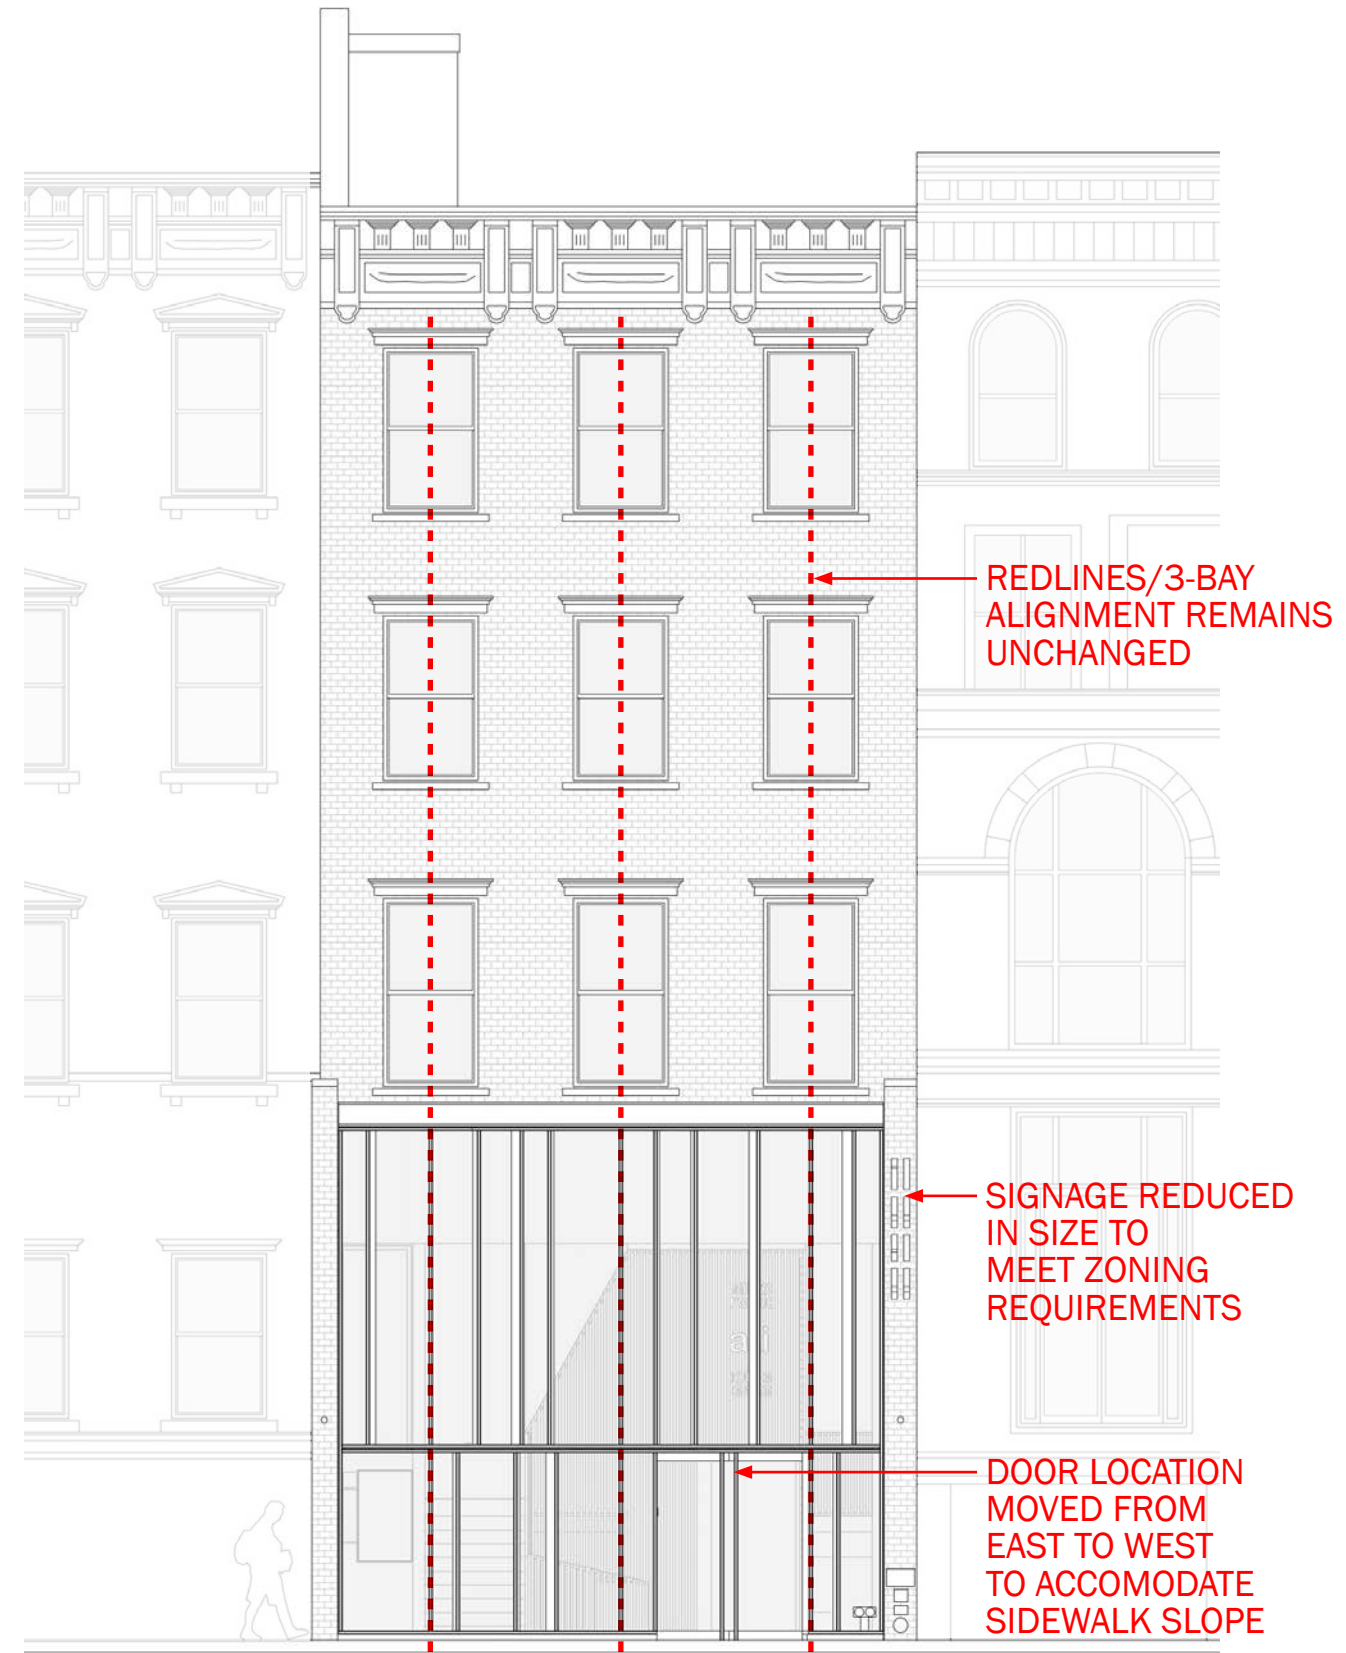 REDLINES/3-BAY
ALIGNMENT REMAINS
UNCHANGED
SIGNAGE REDUCED
IN SIZE TO
MEET ZONING
REQUIREMENTS
DOOR LOCATION
MOVED FROM
EAST TO WEST
TO ACCOMODATE
SIDEWALK SLOPE